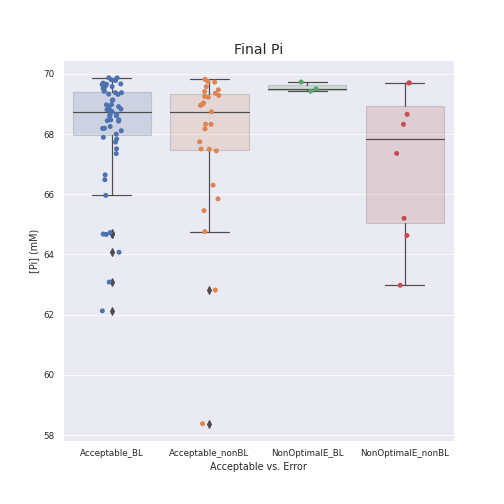 Final Pi
70
68
66
64
62
60
58
[Pi] (mM)
Acceptable_BL
Acceptable_nonBL
NonOptimalE_BL
NonOptimalE_nonBL
Acceptable vs. Error